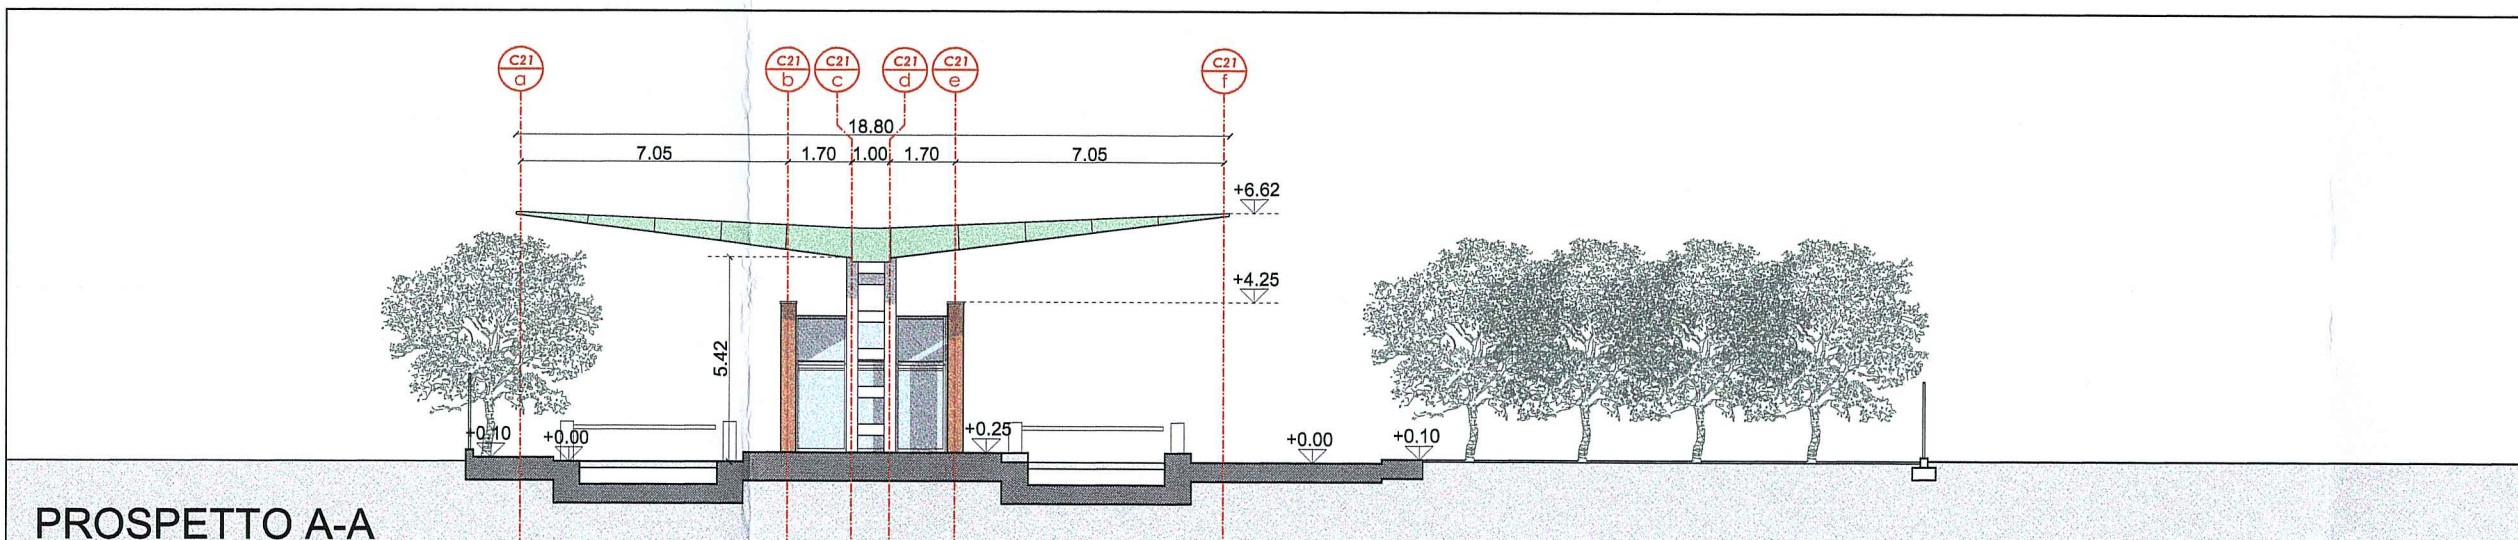 C21 C21 C21 C21 C21 C21
a b c d e f
18.80
7.05 1.70 1.00 1.70 7.05
+6.62
+4.25
5.42
+0.10 +0.00 +0.25 +0.00 +0.10
PROSPETTO A-A